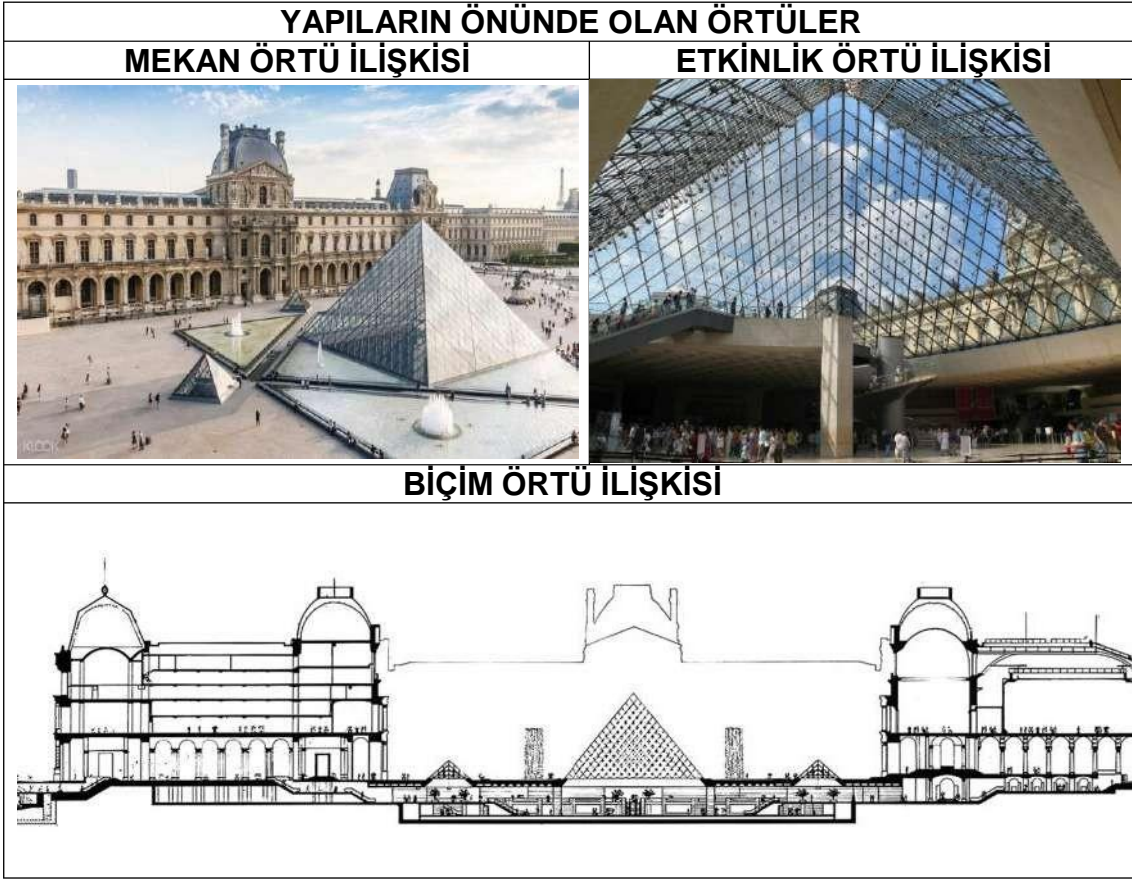 YAPILARIN ÖNÜNDE OLAN ÖRTÜLER
MEKAN ÖRTÜ İLİŞKİSİ
ETKİNLİK ÖRTÜ İLİŞKİSİ
KLOOK
BİÇİM ÖRTÜ İLİŞKİSİ